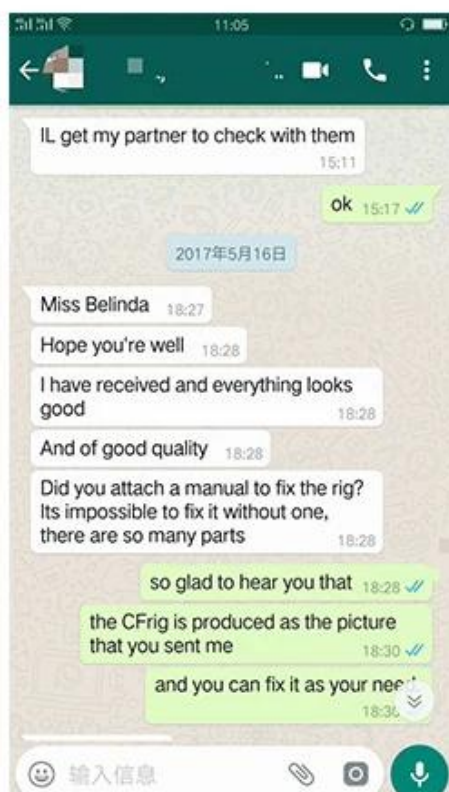 11:05
IL get my partner to check with them
15:11
ok 15:17
2017年5月16日
Miss Belinda 18:27
Hope you're well 18:28
I have received and everything looks
good
18:28
And of good quality 18:28
Did you attach a manual to fix the rig?
Its impossible to fix it without one,
there are so many parts
18:28
so glad to hear you that 18:28
the CFrig is produced as the picture
that you sent me
18:30
and you can fix it as your need
输入信息